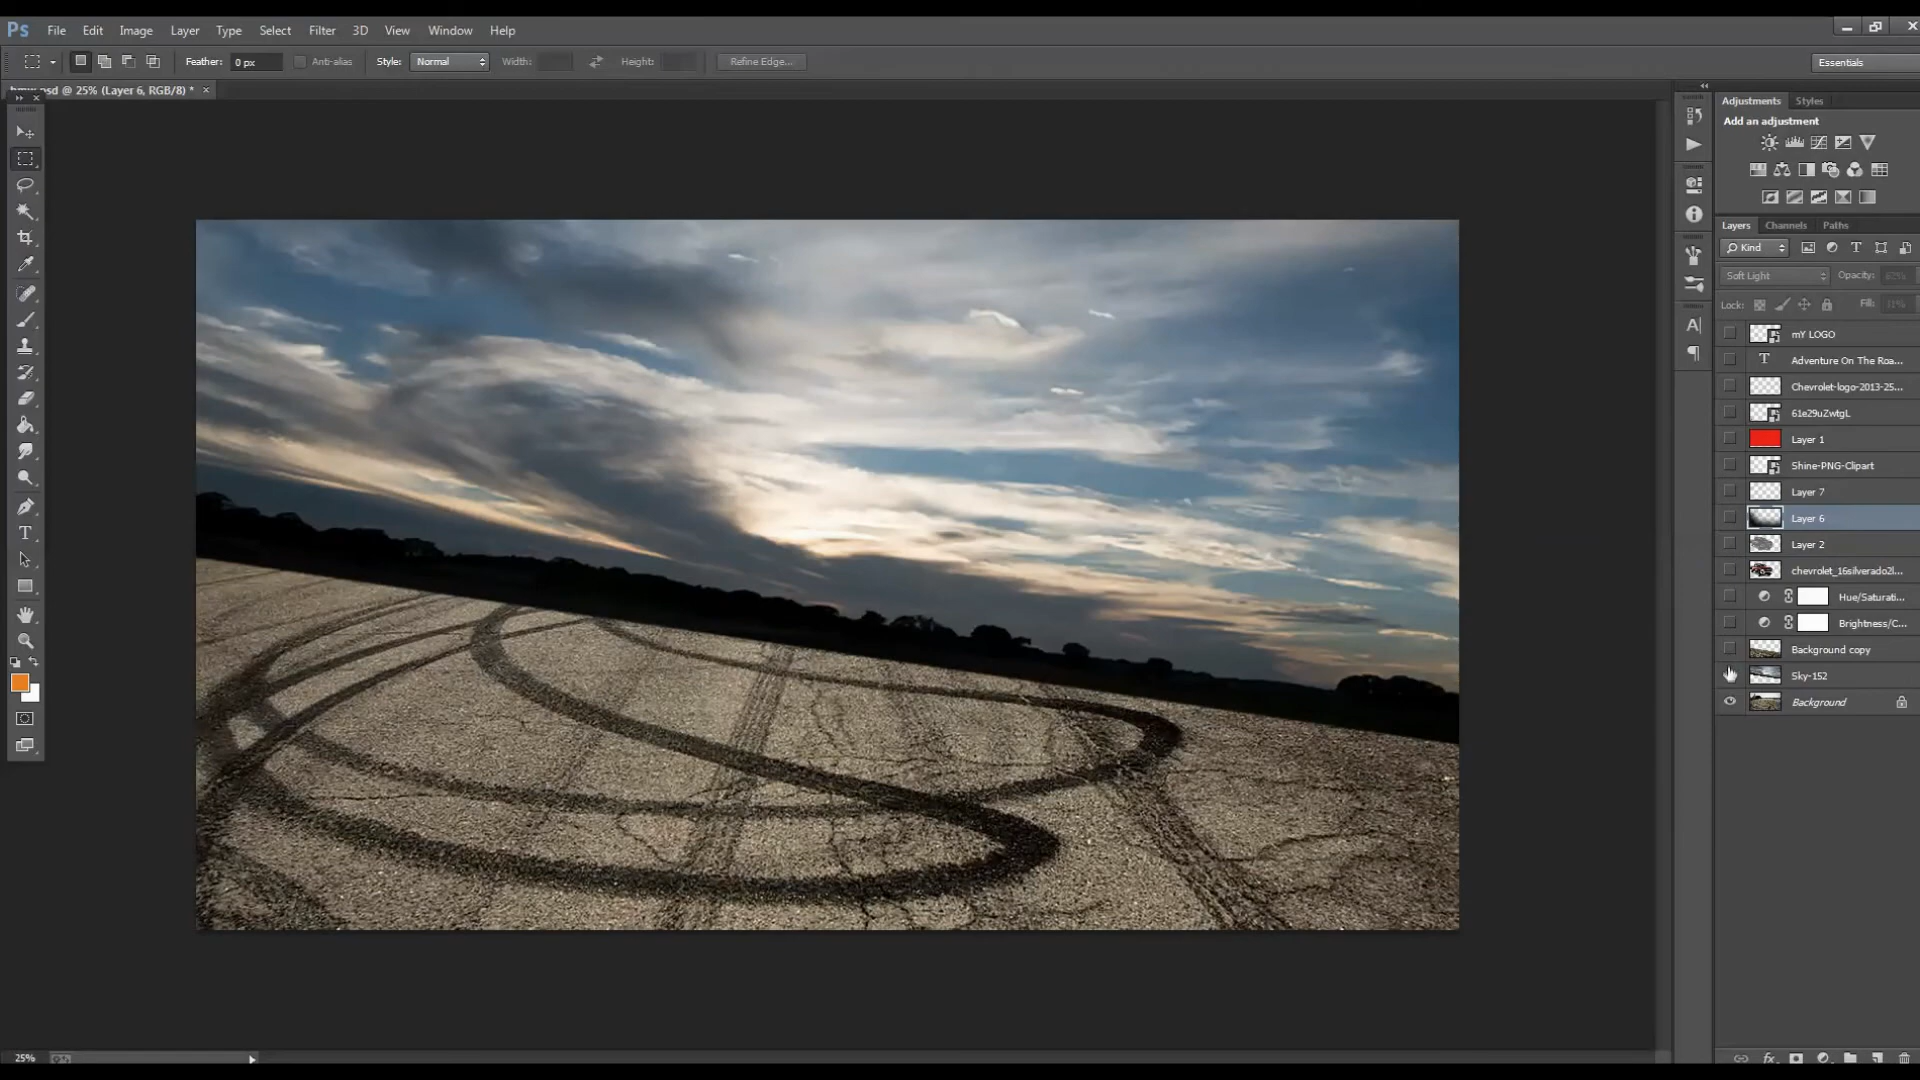 Ps File Edit Image Layer Type Select Filter 3D View Window Help
Feather: 0 px Anti-alias Style: Normal Width: Height: Refine Edge... Essentials
@ 25% (Layer 6, RGB/8) * ×
Adjustments Styles
Add an adjustment
Layers Channels Paths
Kind
Soft Light Opacity: 62%
Lock: Fill:
mY LOGO
Adventure On The Roa...
Chevrolet-logo-2013-25...
61e29uZwtgL
Layer 1
Shine-PNG-Clipart
Layer 7
Layer 6
Layer 2
chevrolet_16silverado2l...
Hue/Saturati...
Brightness/C...
Background copy
Sky-152
Background
25%